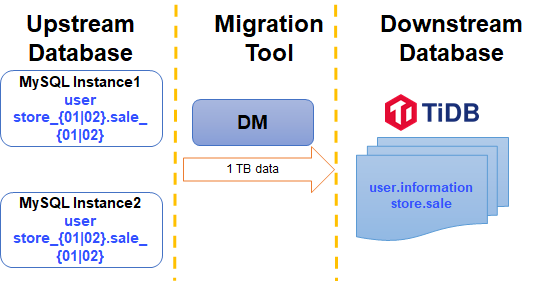 Upstream
Database
Migration
Tool
Downstream
Database
MySQL Instance1
user
store_{01|02}.sale_
{01|02}
DM
1 TB data
TiDB
user.information
store.sale
MySQL Instance2
user
store_{01|02}.sale_
{01|02}